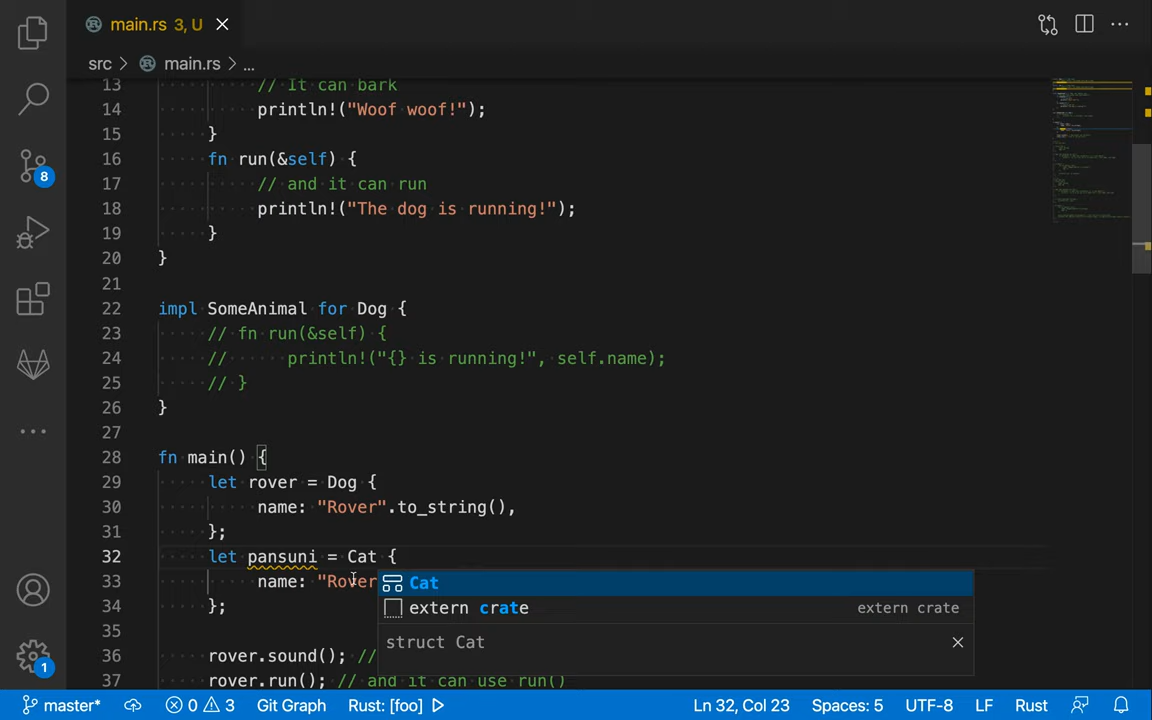 main.rs 3, U
src > main.rs > ...
13 // It can bark
14 println!("Woof woof!");
15 }
16 fn run(&self) {
17 // and it can run
18 println!("The dog is running!");
19 }
20 }
21
22 impl SomeAnimal for Dog {
23 // fn run(&self) {
24 // println!("{} is running!", self.name);
25 // }
26 }
27
28 fn main() {
29 let rover = Dog {
30 name: "Rover".to_string(),
31 };
32 let pansuni = Cat {
33 name: "Rover
Cat
34 };
extern crate extern crate
35
struct Cat
36 rover.sound(); //
37 rover.run(); // and it can use run()
8
1
master* 0 3 Git Graph Rust: [foo] Ln 32, Col 23 Spaces: 5 UTF-8 LF Rust